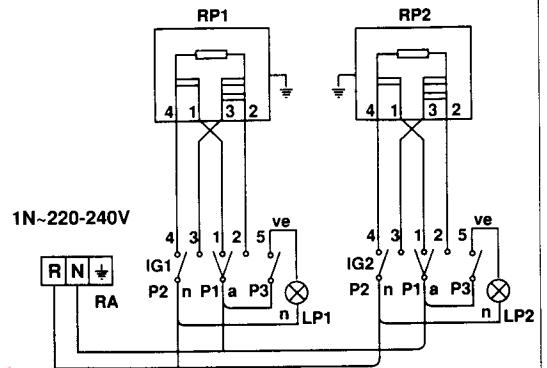 RP1 RP2
4 1 3 2 4 1 3 2
1N~220-240V
4 3 1 2 5 ve 4 3 1 2 5 ve
IG1 IG2
R N
RA
P2 n P1 a P3 P2 n P1 a P3
n LP1 n LP2